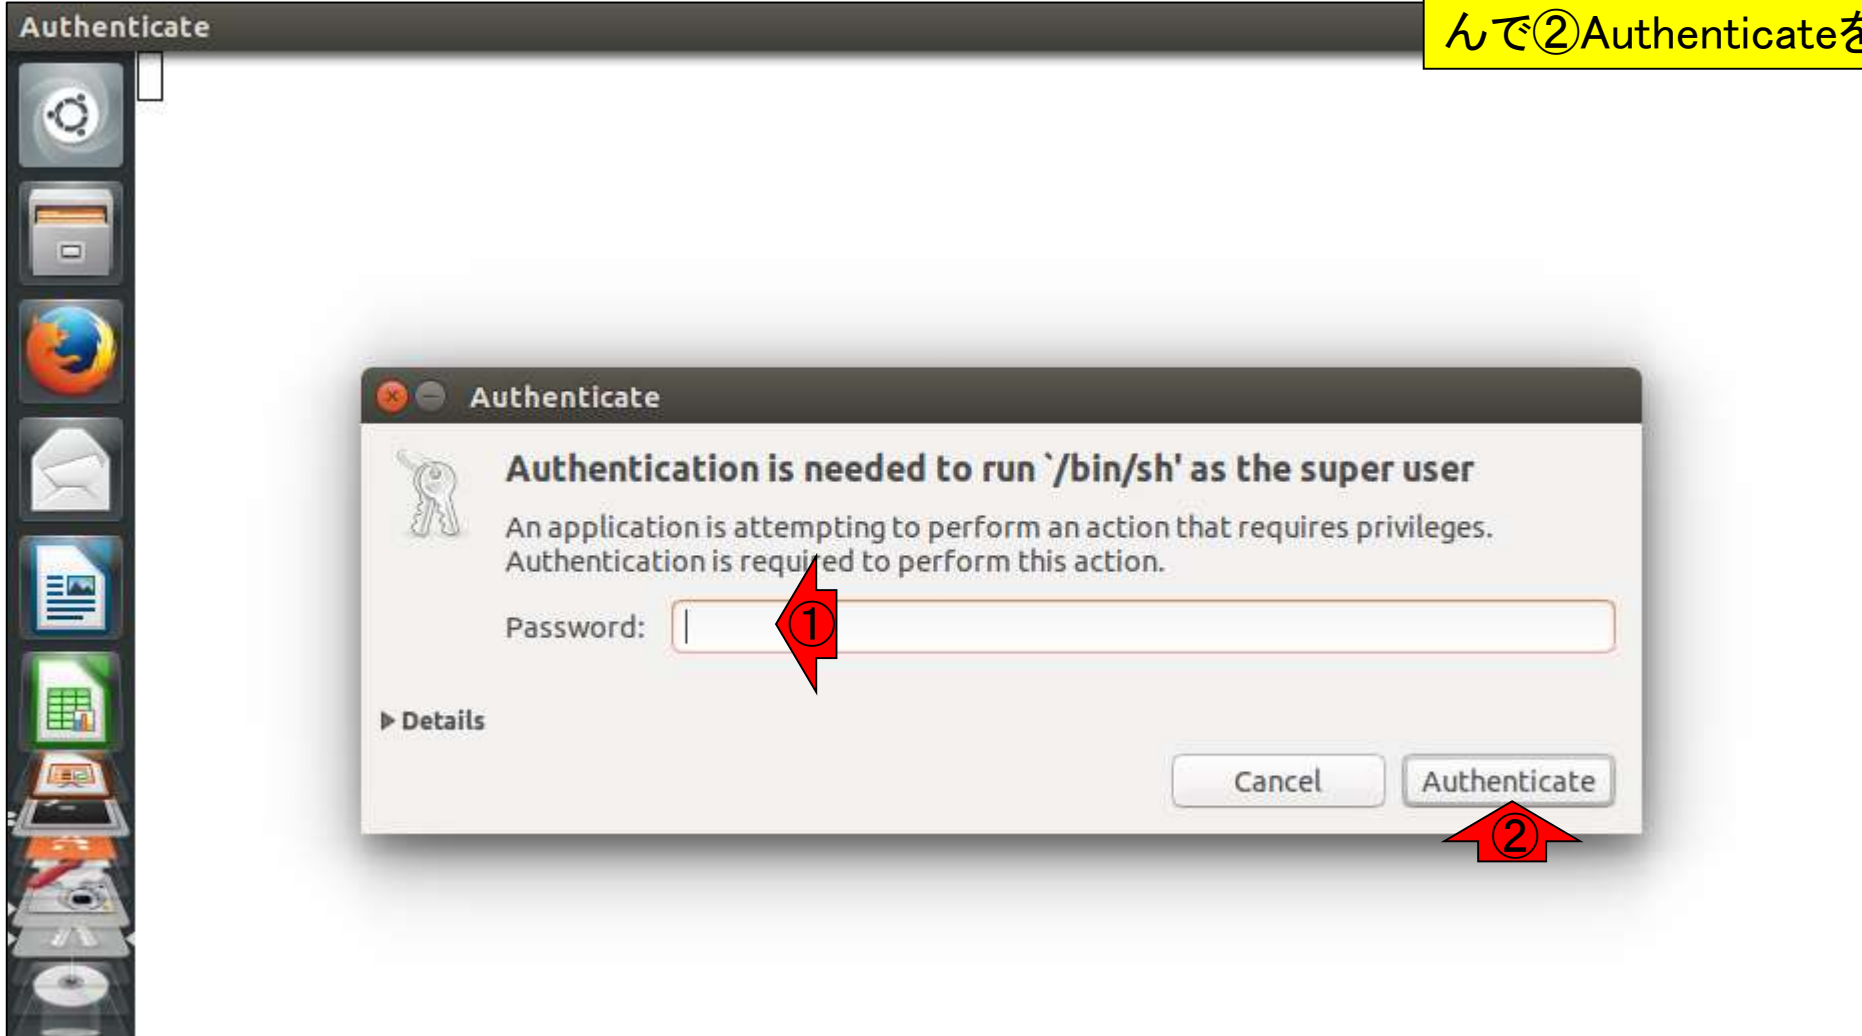 Authenticate
んで②Authenticateを
Authenticate
Authentication is needed to run `/bin/sh' as the super user
An application is attempting to perform an action that requires privileges.
Authentication is required to perform this action.
Password:
①
Details
Cancel
Authenticate
②